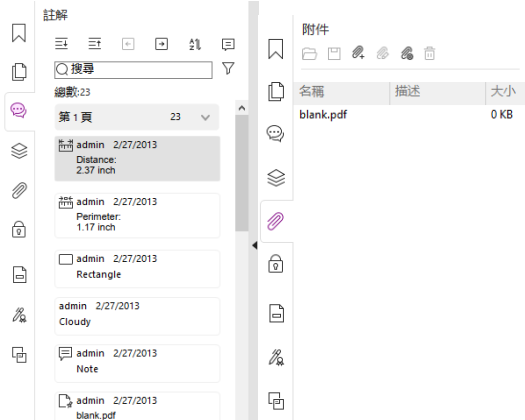 註解
搜尋
總數:23
第 1 頁 23
admin 2/27/2013
Distance:
2.37 inch
admin 2/27/2013
Perimeter:
1.17 inch
admin 2/27/2013
Rectangle
admin 2/27/2013
Cloudy
admin 2/27/2013
Note
admin 2/27/2013
blank.pdf
附件
名稱 描述 大小
blank.pdf 0 KB